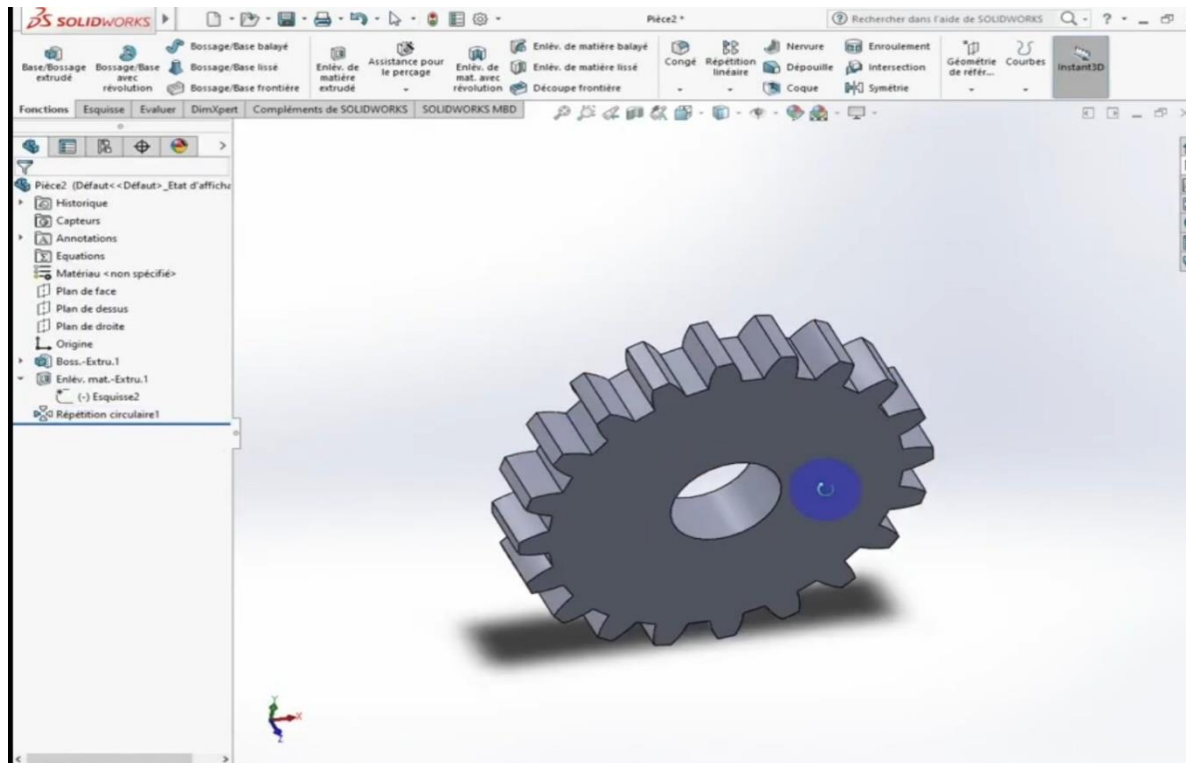 SOLIDWORKS
Pièce2 *
Rechercher dans l'aide de SOLIDWORKS
Base/Bossage extrudé
Bossage/Base avec révolution
Bossage/Base balayé
Bossage/Base lissé
Bossage/Base frontière
Enlèv. de matière extrudé
Assistance pour le perçage
Enlèv. de mat. avec révolution
Enlèv. de matière balayé
Enlèv. de matière lissé
Découpe frontière
Congé
Répétition linéaire
Nervure
Dépouille
Coque
Enroulement
Intersection
Symétrie
Géométrie de référ...
Courbes
Instant3D
Fonctions Esquisse Evaluer DimXpert Compléments de SOLIDWORKS SOLIDWORKS MBD
Pièce2 (Défaut<<Défaut>_Etat d'afficha
Historique
Capteurs
Annotations
Equations
Matériau <non spécifié>
Plan de face
Plan de dessus
Plan de droite
Origine
Boss.-Extru.1
Enlèv. mat.-Extru.1
(-) Esquisse2
Répétition circulaire1
Y
X
Z